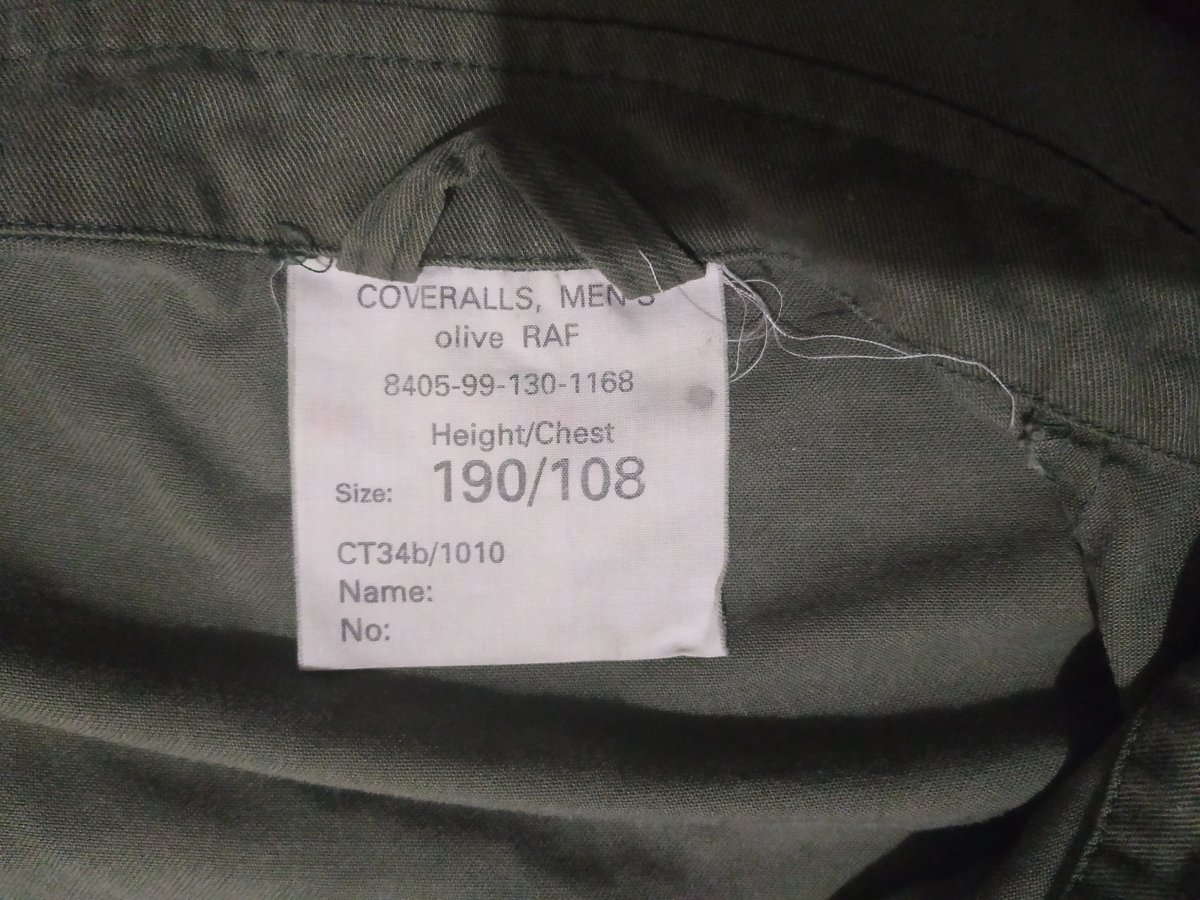 COVERALLS, MEN'S
olive RAF
8405-99-130-1168
Height/Chest
Size: 190/108
CT34b/1010
Name:
No: